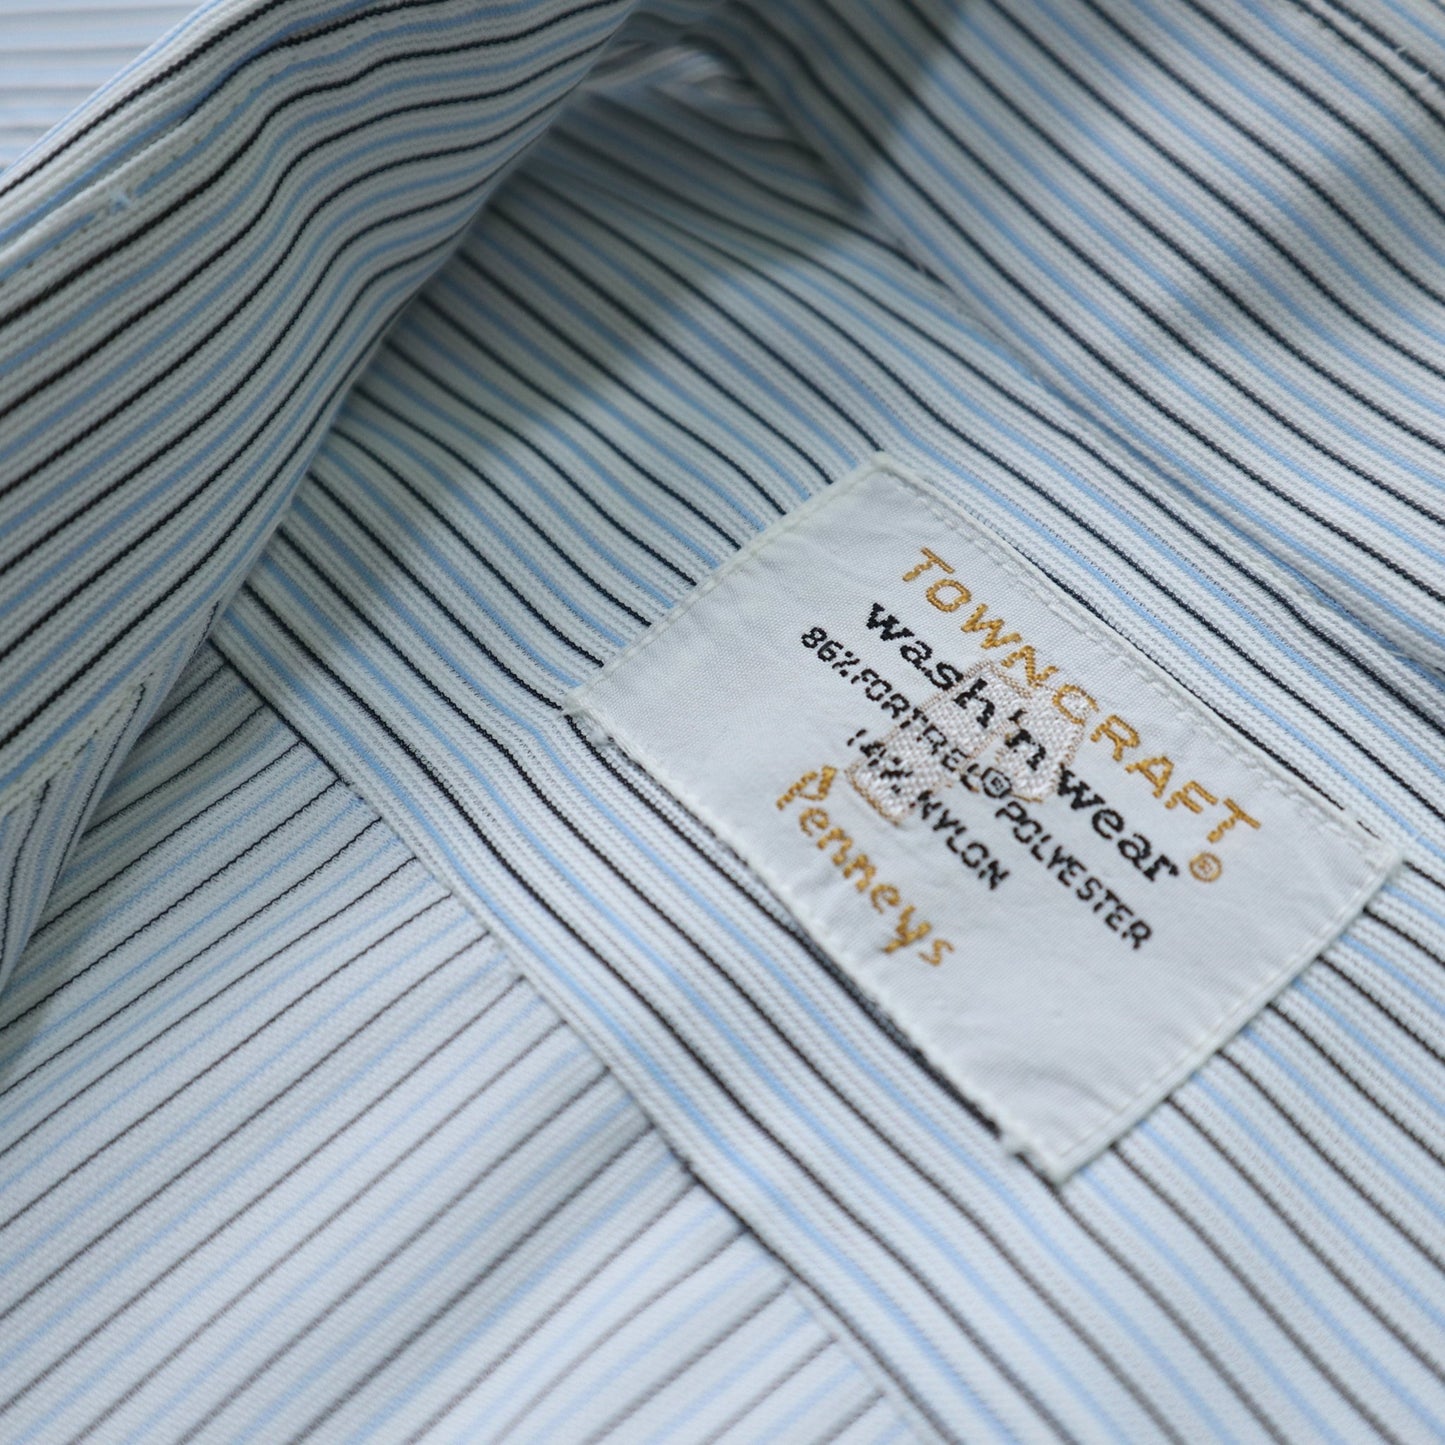 TOWNCRAFT®
wash'n wear
86% FORTREL® POLYESTER
14% NYLON
Penneys